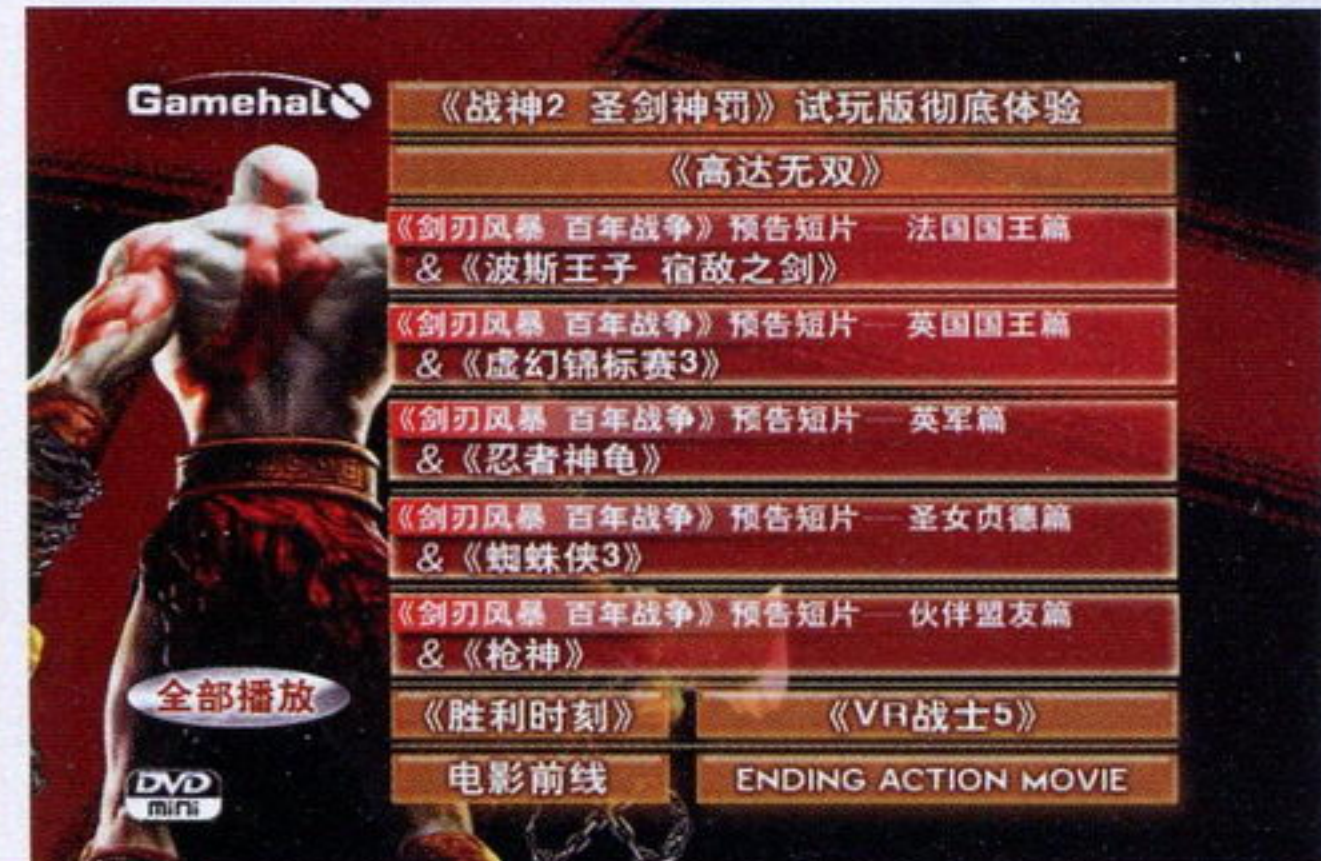 Gamehalo
《战神2 圣剑神罚》试玩版彻底体验
《高达无双》
《剑刃风暴 百年战争》预告短片—法国国王篇
&《波斯王子 宿敌之剑》
《剑刃风暴 百年战争》预告短片—英国国王篇
&《虚幻锦标赛3》
《剑刃风暴 百年战争》预告短片—英军篇
&《忍者神龟》
《剑刃风暴 百年战争》预告短片—圣女贞德篇
&《蜘蛛侠3》
《剑刃风暴 百年战争》预告短片—伙伴盟友篇
&《枪神》
全部播放
《胜利时刻》
《VR战士5》
电影前线
ENDING ACTION MOVIE
DVD
mini